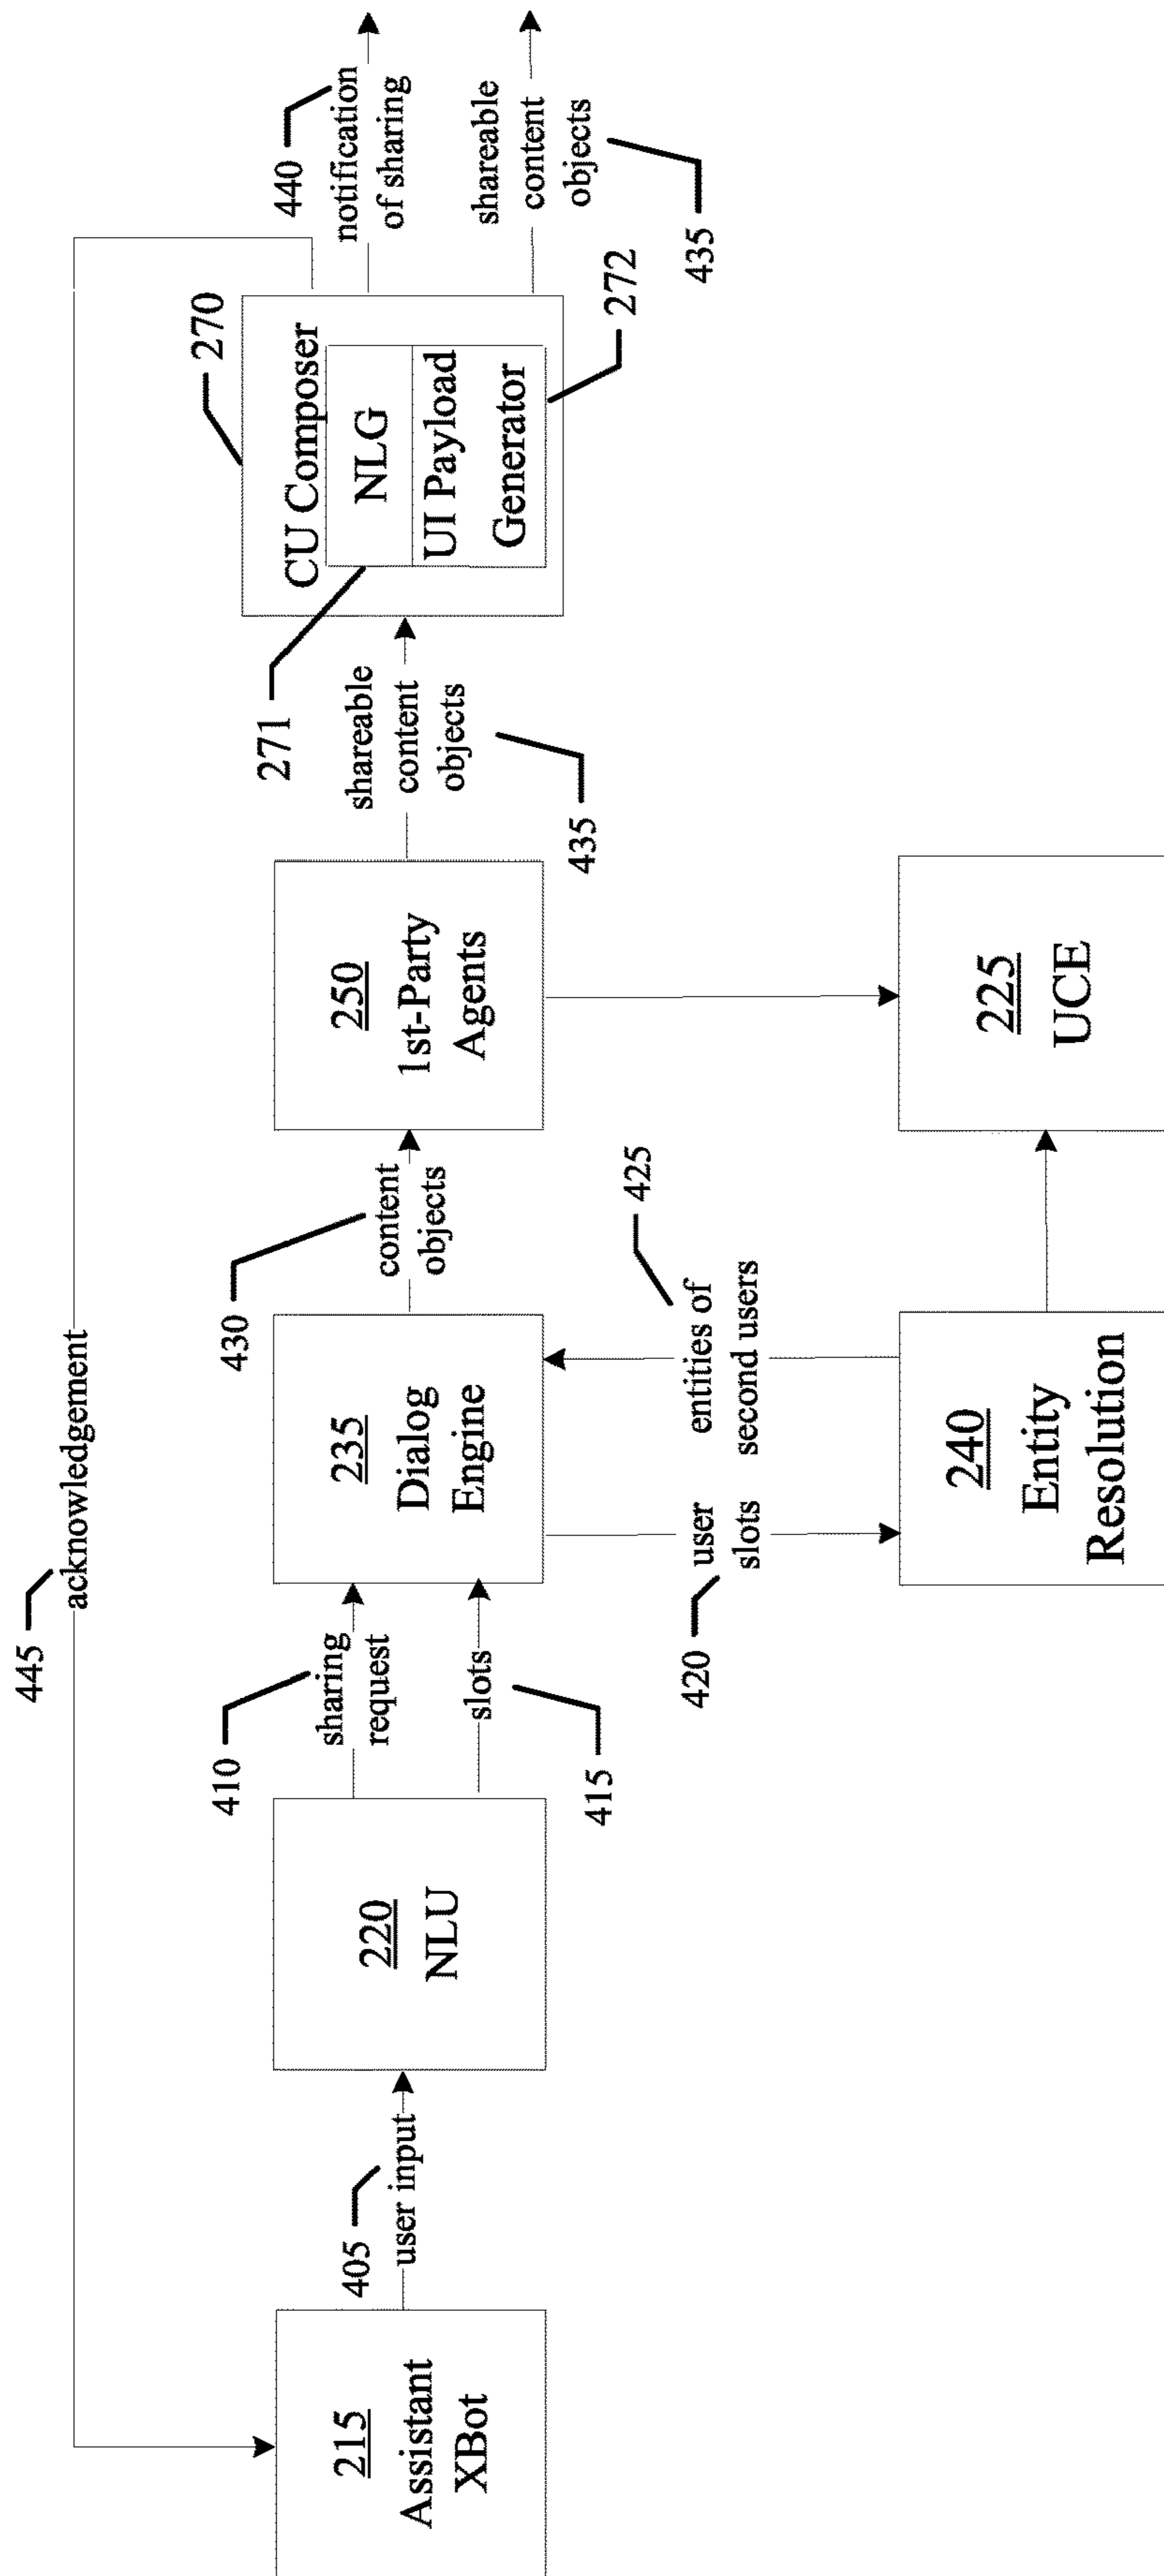 445
acknowledgement
215
Assistant
XBot
405
user input
220
NLU
410
sharing
request
slots
415
235
Dialog
Engine
430
content
objects
250
1st-Party
Agents
shareable
content
objects
435
270
CU Composer
NLG
UI Payload
Generator
271
272
440
notification
of sharing
shareable
content
objects
435
420
user
slots
entities of
second users
425
240
Entity
Resolution
225
UCE